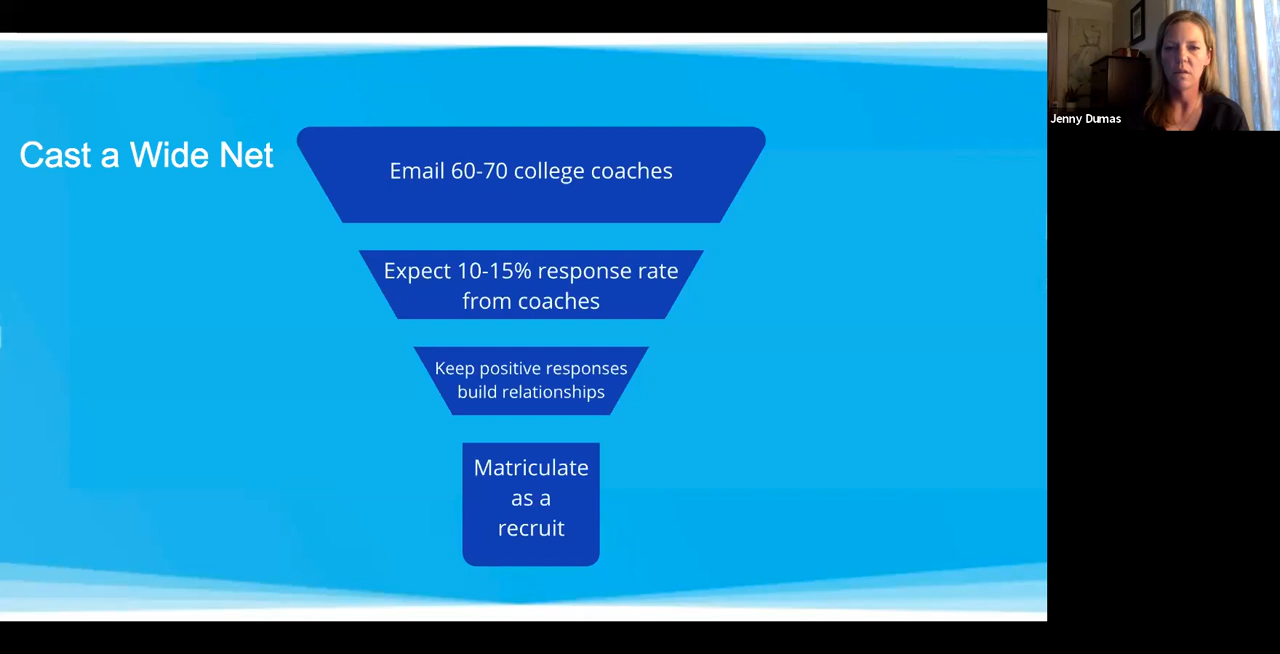 Cast a Wide Net
Email 60-70 college coaches
Expect 10-15% response rate
from coaches
Keep positive responses
build relationships
Matriculate
as a
recruit
Jenny Dumas